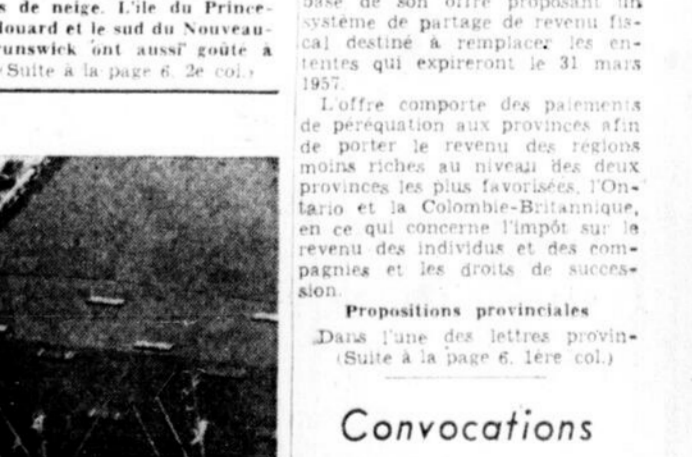 s de neige. L'île du Prince-
douard et le sud du Nouveau-
runswick ont aussi goûté à
(Suite à la page 6, 2e col.)
base de son offre proposant un
système de partage de revenu fis-
cal destiné à remplacer les en-
tentes qui expireront le 31 mars
1957.
L'offre comporte des paiements
de péréquation aux provinces afin
de porter le revenu des régions
moins riches au niveau des deux
provinces les plus favorisées, l'On-
tario et la Colombie-Britannique,
en ce qui concerne l'impôt sur le
revenu des individus et des com-
pagnies et les droits de succes-
sion.
Propositions provinciales
Dans l'une des lettres provin-
(Suite à la page 6, 1ère col.)
Convocations